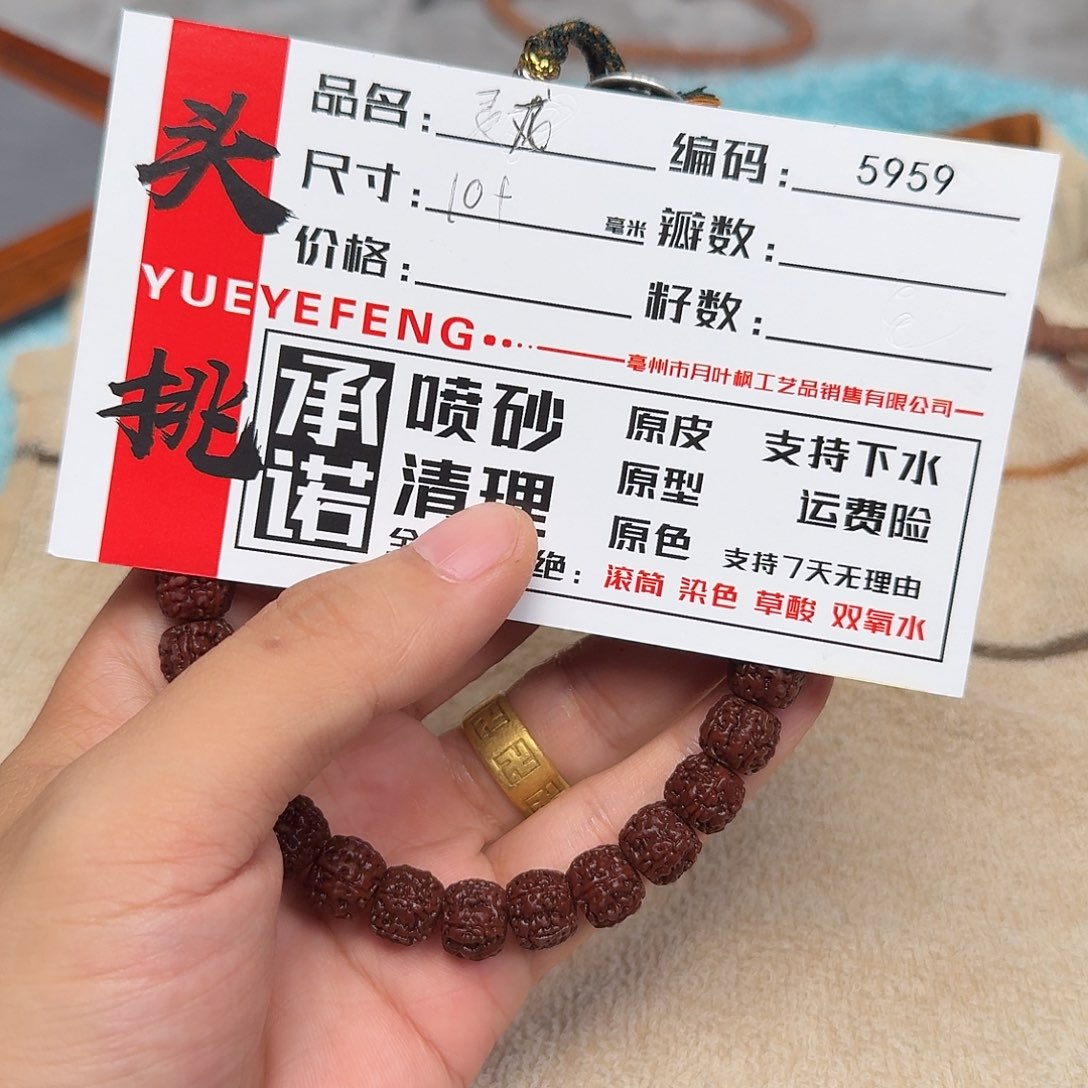 头挑
品名：
编码：5959
尺寸：10+ 毫米
瓣数：
价格：
籽数：
YUEYEFENG
亳州市月叶枫工艺品销售有限公司
承诺
喷砂 原皮 支持下水
清理 原型 运费险
原色 支持7天无理由
全 绝：滚筒 染色 草酸 双氧水